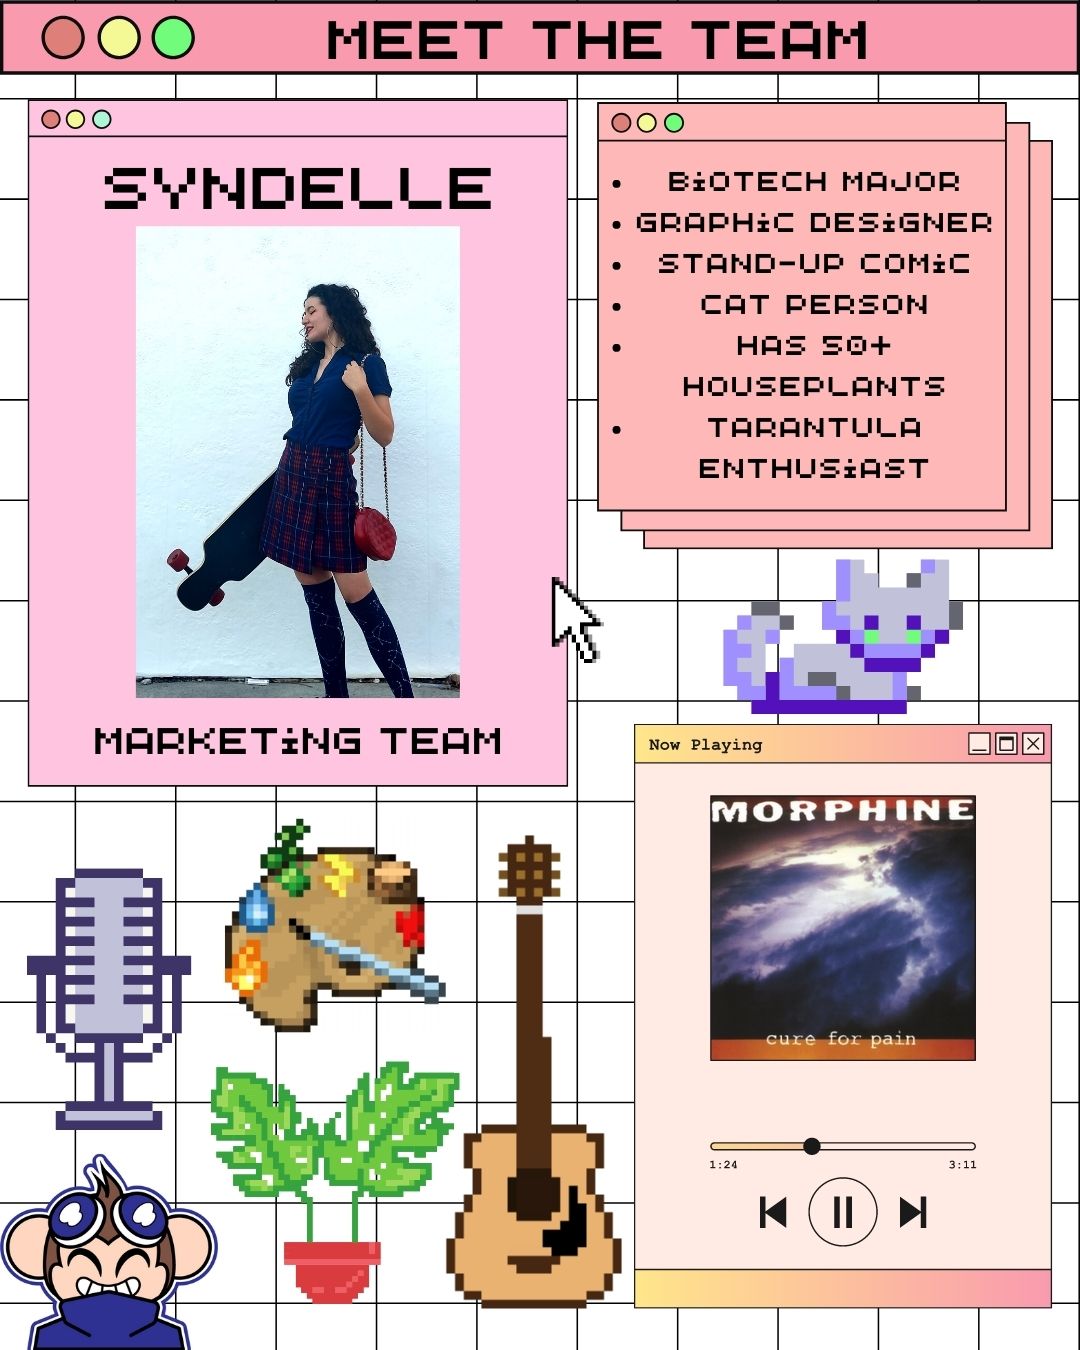 MEET THE TEAM
SYNDELLE
MARKETiNG TEAM
• BiOTECH MAJOR
• GRAPHiC DESiGNER
• STAND-UP COMiC
• CAT PERSON
• HAS 50+
HOUSEPLANTS
• TARANTULA
ENTHUSiAST
Now Playing
MORPHINE
cure for pain
1:24 3:11